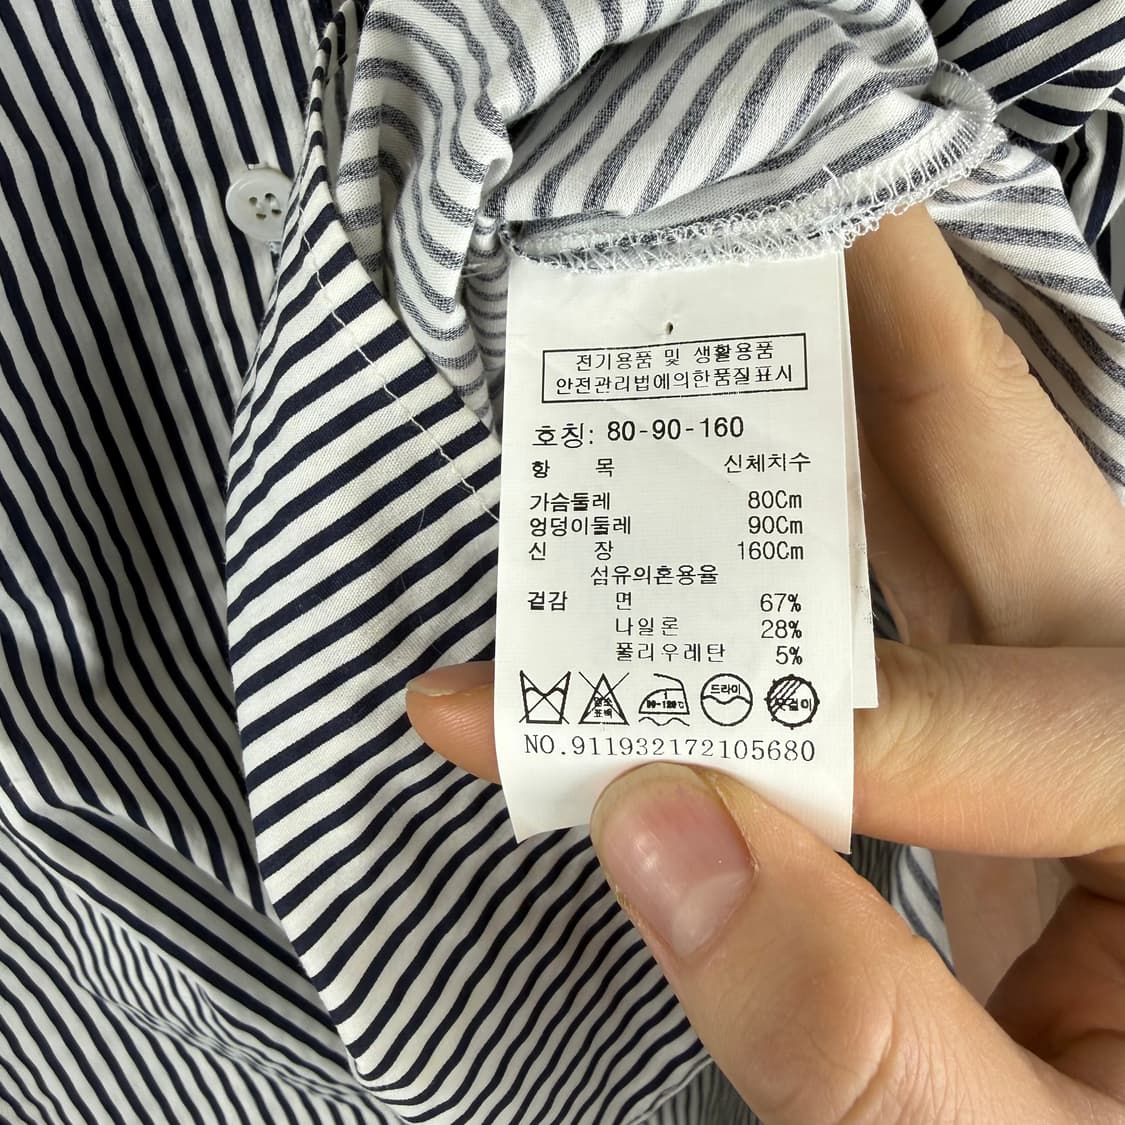 전기용품 및 생활용품
안전관리법에의한품질표시
호칭: 80-90-160
항 목 신체치수
가슴둘레 80Cm
엉덩이둘레 90Cm
신 장 160Cm
섬유의혼용율
겉감 면 67%
나일론 28%
폴리우레탄 5%
드라이
NO.911932172105680